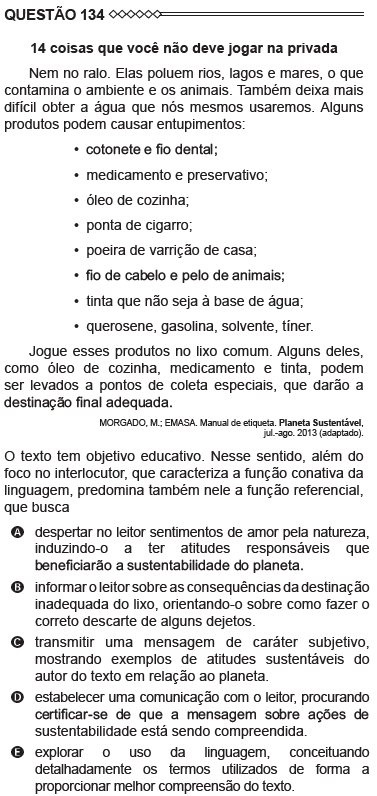 QUESTÃO 134
14 coisas que você não deve jogar na privada
Nem no ralo. Elas poluem rios, lagos e mares, o que
contamina o ambiente e os animais. Também deixa mais
difícil obter a água que nós mesmos usaremos. Alguns
produtos podem causar entupimentos:
• cotonete e fio dental;
• medicamento e preservativo;
• óleo de cozinha;
• ponta de cigarro;
• poeira de varrição de casa;
• fio de cabelo e pelo de animais;
• tinta que não seja à base de água;
• querosene, gasolina, solvente, tíner.
Jogue esses produtos no lixo comum. Alguns deles,
como óleo de cozinha, medicamento e tinta, podem
ser levados a pontos de coleta especiais, que darão a
destinação final adequada.
MORGADO, M.; EMASA. Manual de etiqueta. Planeta Sustentável,
jul.-ago. 2013 (adaptado).
O texto tem objetivo educativo. Nesse sentido, além do
foco no interlocutor, que caracteriza a função conativa da
linguagem, predomina também nele a função referencial,
que busca
A despertar no leitor sentimentos de amor pela natureza,
induzindo-o a ter atitudes responsáveis que
beneficiarão a sustentabilidade do planeta.
B informar o leitor sobre as consequências da destinação
inadequada do lixo, orientando-o sobre como fazer o
correto descarte de alguns dejetos.
C transmitir uma mensagem de caráter subjetivo,
mostrando exemplos de atitudes sustentáveis do
autor do texto em relação ao planeta.
D estabelecer uma comunicação com o leitor, procurando
certificar-se de que a mensagem sobre ações de
sustentabilidade está sendo compreendida.
E explorar o uso da linguagem, conceituando
detalhadamente os termos utilizados de forma a
proporcionar melhor compreensão do texto.